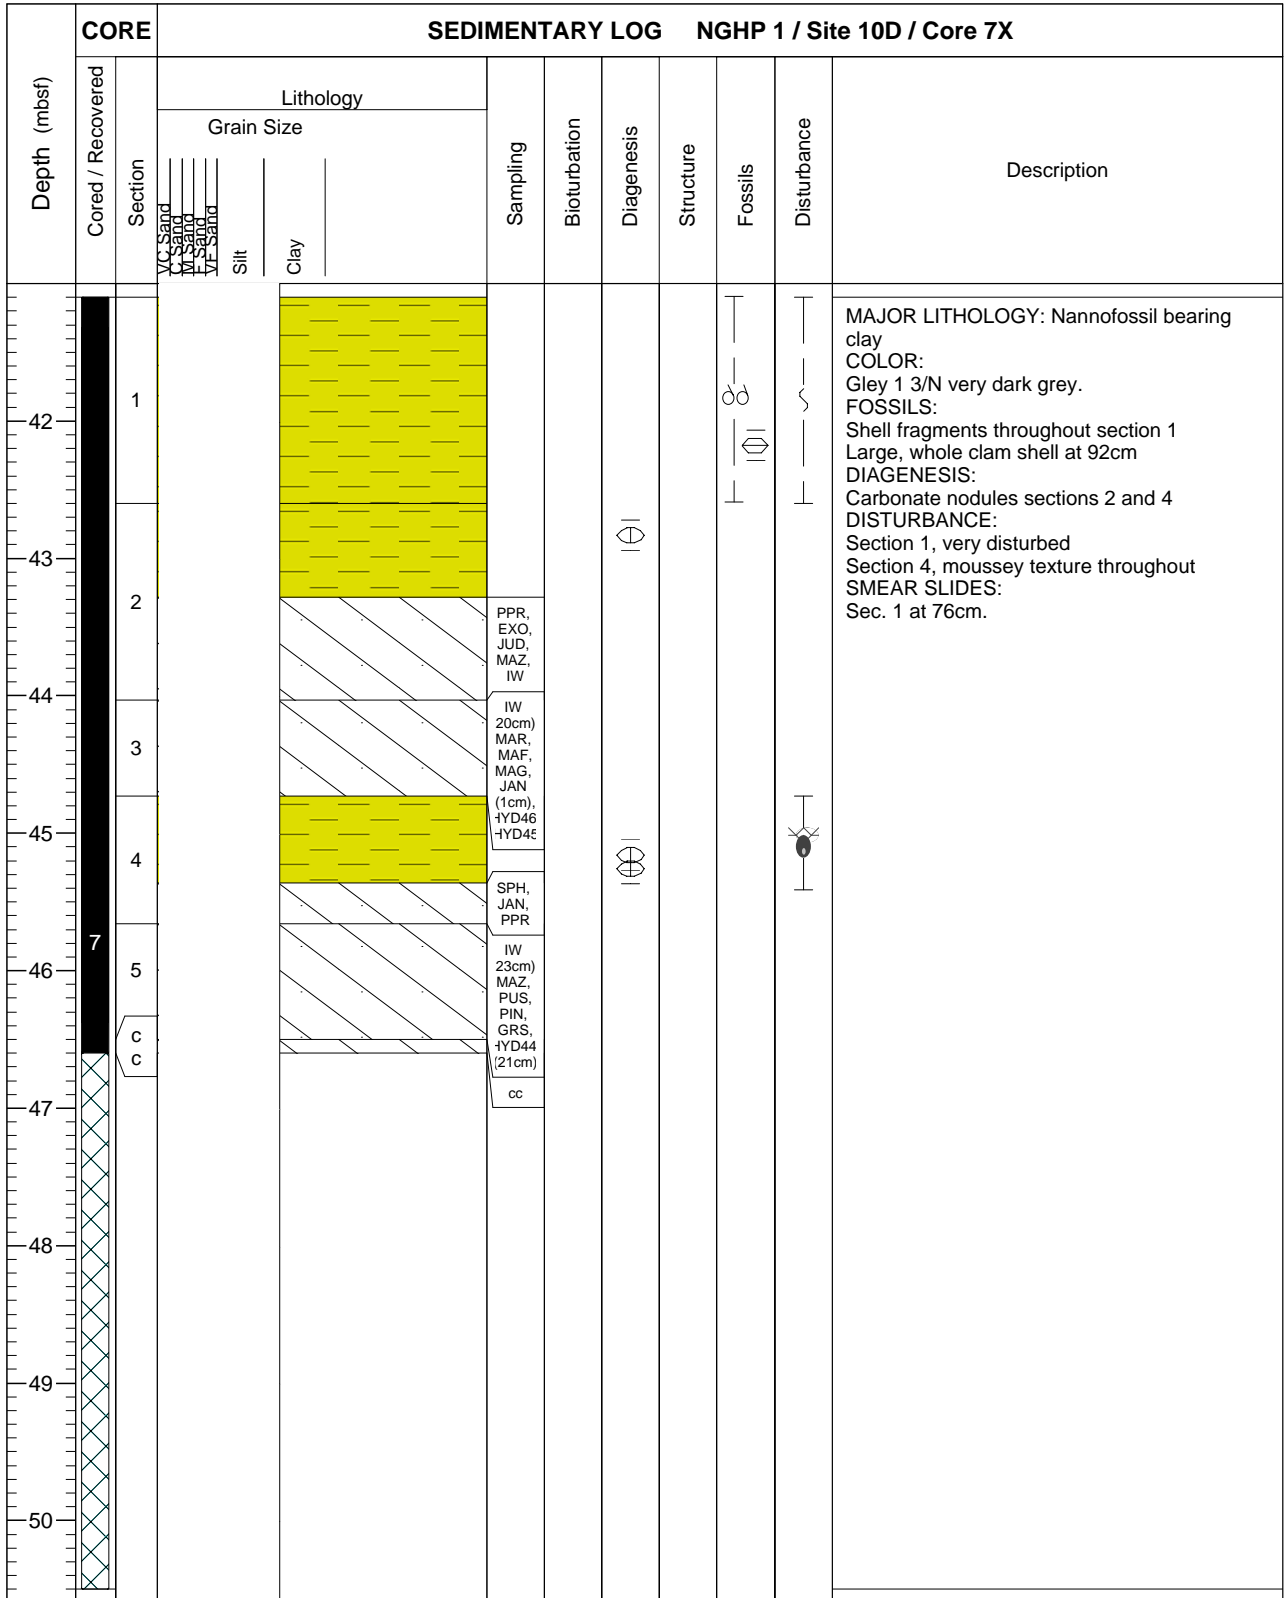 CORE
SEDIMENTARY LOG NGHP 1 / Site 10D / Core 7X
Depth (mbsf)
Cored / Recovered
Section
Lithology
Grain Size
VC Sand
C Sand
M Sand
F Sand
VF Sand
Silt
Clay
Sampling
Bioturbation
Diagenesis
Structure
Fossils
Disturbance
Description
42
43
44
45
46
47
48
49
50
7
1
2
3
4
5
c
c
PPR,
EXO,
JUD,
MAZ,
IW
IW
20cm)
MAR,
MAF,
MAG,
JAN
(1cm),
HYD46
HYD45
SPH,
JAN,
PPR
IW
23cm)
MAZ,
PUS,
PIN,
GRS,
HYD44
(21cm)
cc
MAJOR LITHOLOGY: Nannofossil bearing
clay
COLOR:
Gley 1 3/N very dark grey.
FOSSILS:
Shell fragments throughout section 1
Large, whole clam shell at 92cm
DIAGENESIS:
Carbonate nodules sections 2 and 4
DISTURBANCE:
Section 1, very disturbed
Section 4, moussey texture throughout
SMEAR SLIDES:
Sec. 1 at 76cm.